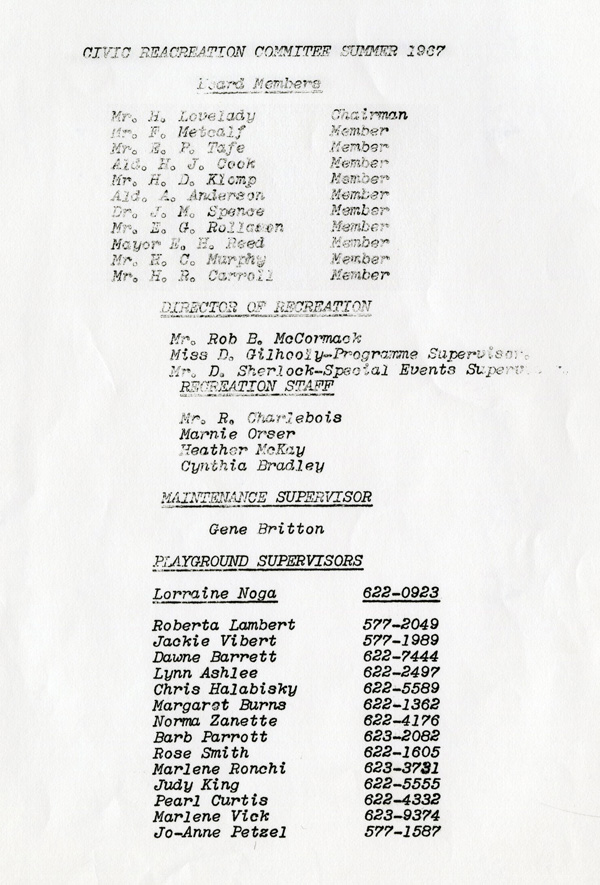 CIVIC REACREATION COMMITEE SUMMER 1967
Board Members
Mr. H. Lovelady Chairman
Mr. F. Metcalf Member
Mr. E. P. Tafe Member
Ald. H. J. Cook Member
Mr. H. D. Klomp Member
Ald. A. Anderson Member
Dr. J. M. Spence Member
Mr. E. G. Rollason Member
Mayor E. H. Reed Member
Mr. K. C. Murphy Member
Mr. H. R. Carroll Member
DIRECTOR OF RECREATION
Mr. Rob B. McCormack
Miss D. Gilhooly-Programme Supervisor.
Mr. D. Sherlock-Special Events
RECREATION STAFF
Mr. R. Charlebois
Marnie Orser
Heather McKay
Cynthia Bradley
MAINTENANCE SUPERVISOR
Gene Britton
PLAYGROUND SUPERVISORS
Lorraine Noga 622-0923
Roberta Lambert 577-2049
Jackie Vibert 577-1989
Dawne Barrett 622-7444
Lynn Ashlee 622-2497
Chris Halabisky 622-5589
Margaret Burns 622-1362
Norma Zanette 622-4176
Barb Parrott 623-2082
Rose Smith 622-1605
Marlene Ronchi 623-3731
Judy King 622-5555
Pearl Curtis 622-4332
Marlene Vick 623-9374
Jo-Anne Petzel 577-1587